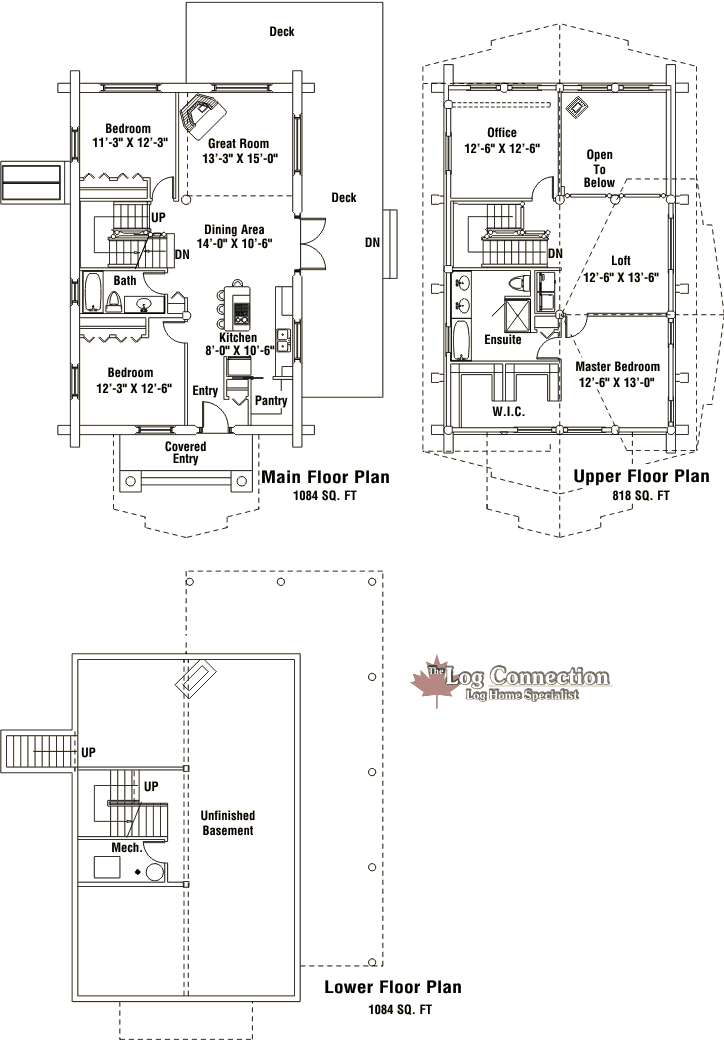 Deck
Bedroom
11'-3" X 12'-3"
Great Room
13'-3" X 15'-0"
Deck
UP
Dining Area
14'-0" X 10'-6"
DN
DN
Bath
Kitchen
8'-0" X 10'-6"
Bedroom
12'-3" X 12'-6"
Entry
Pantry
Covered
Entry
Main Floor Plan
1084 SQ. FT
Office
12'-6" X 12'-6"
Open
To
Below
DN
Loft
12'-6" X 13'-6"
Ensuite
Master Bedroom
12'-6" X 13'-0"
W.I.C.
Upper Floor Plan
818 SQ. FT
The Log Connection
Log Home Specialist
UP
UP
Unfinished
Basement
Mech.
Lower Floor Plan
1084 SQ. FT